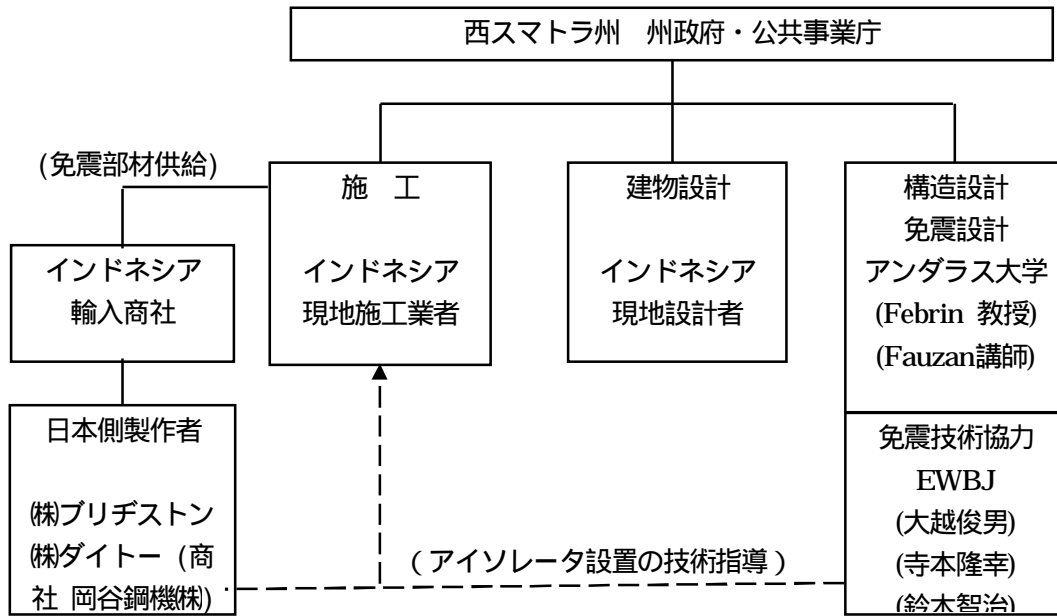 西スマトラ州　州政府・公共事業庁
(免震部材供給)
施　工
インドネシア
現地施工業者
建物設計
インドネシア
現地設計者
構造設計
免震設計
アンダラス大学
(Febrin 教授)
(Fauzan講師)
インドネシア
輸入商社
日本側製作者
㈱ブリヂストン
㈱ダイトー (商
社 岡谷鋼機㈱)
免震技術協力
EWBJ
(大越俊男)
(寺本隆幸)
(鈴木智治)
（アイソレータ設置の技術指導）